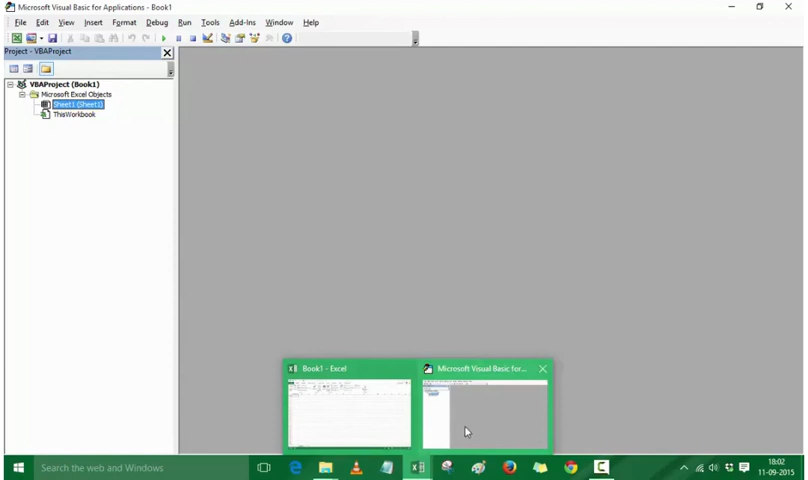 Microsoft Visual Basic for Applications - Book1
File Edit View Insert Format Debug Run Tools Add-Ins Window Help
Project - VBAProject
VBAProject (Book1)
Microsoft Excel Objects
Sheet1 (Sheet1)
ThisWorkbook
Book1 - Excel
Microsoft Visual Basic for...
Search the web and Windows
18:02
11-09-2015